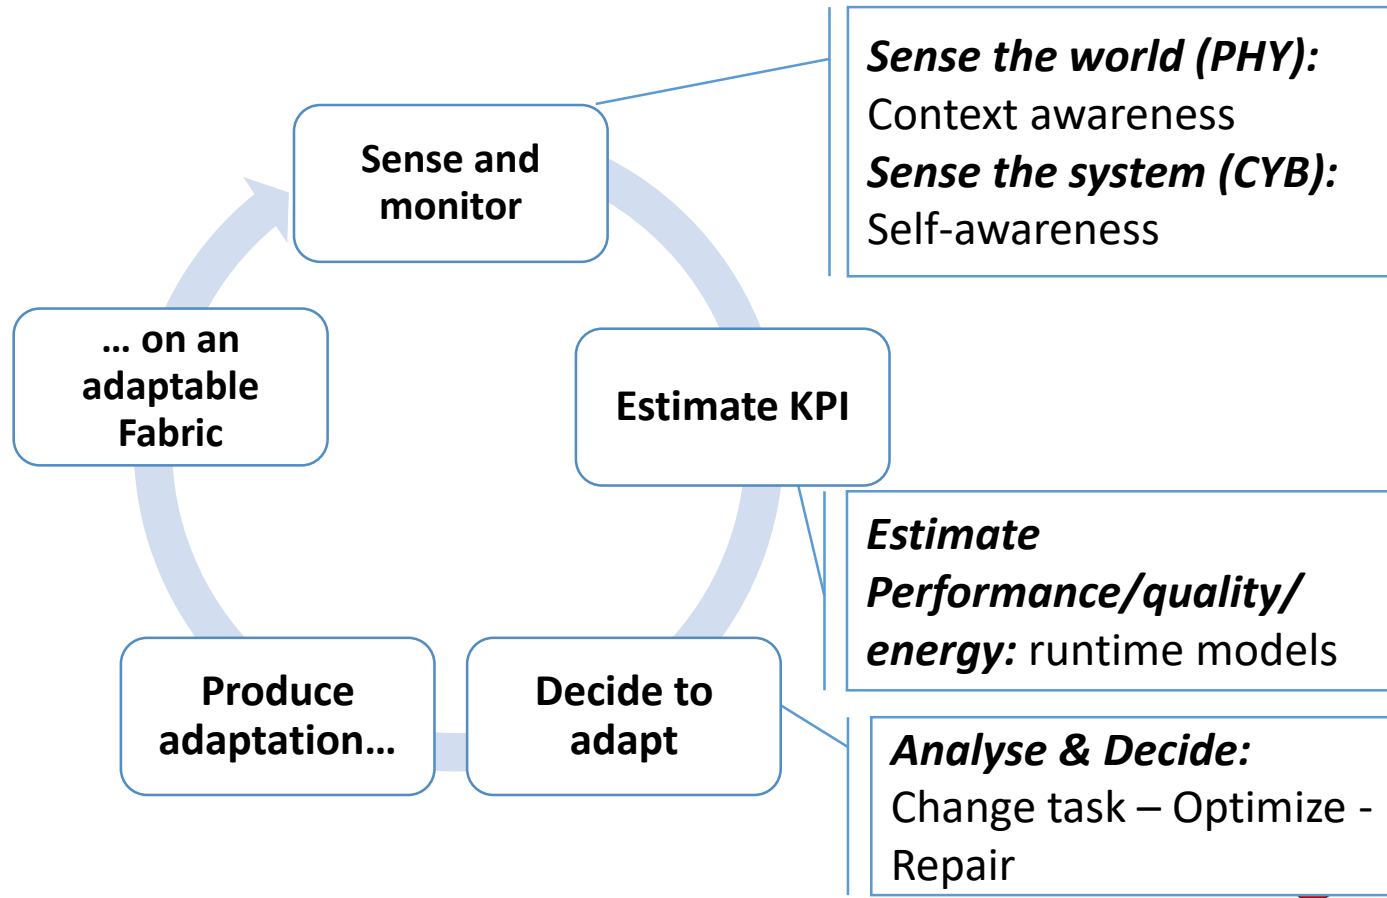 Sense the world (PHY):
Context awareness
Sense the system (CYB):
Self-awareness
Sense and
monitor
… on an
adaptable
Fabric
Estimate KPI
Estimate
Performance/quality/
energy: runtime models
Produce
adaptation…
Decide to
adapt
Analyse & Decide:
Change task – Optimize -
Repair